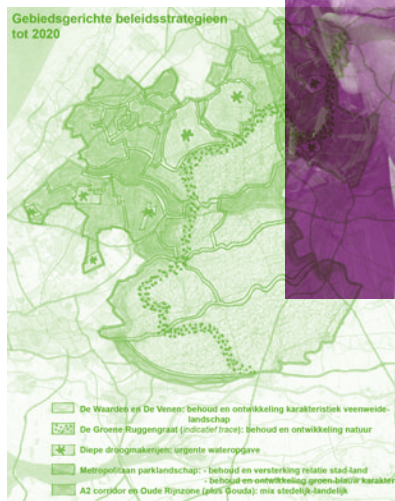 Gebiedsgerichte beleidsstrategieen
tot 2020
De Waarden en De Venen: behoud en ontwikkeling karakteristiek veenweide-
landschap
De Groene Ruggengraat (indicatief trace): behoud en ontwikkeling natuur
Diepe droogmakerijen: urgente wateropgave
Metropolitaan parklandschap: - behoud en versterking relatie stad-land
- behoud en ontwikkeling groen blauw karakter
A2 corridor en Oude Rijnzone (plus Gouda): mix stedelijk-landelijk